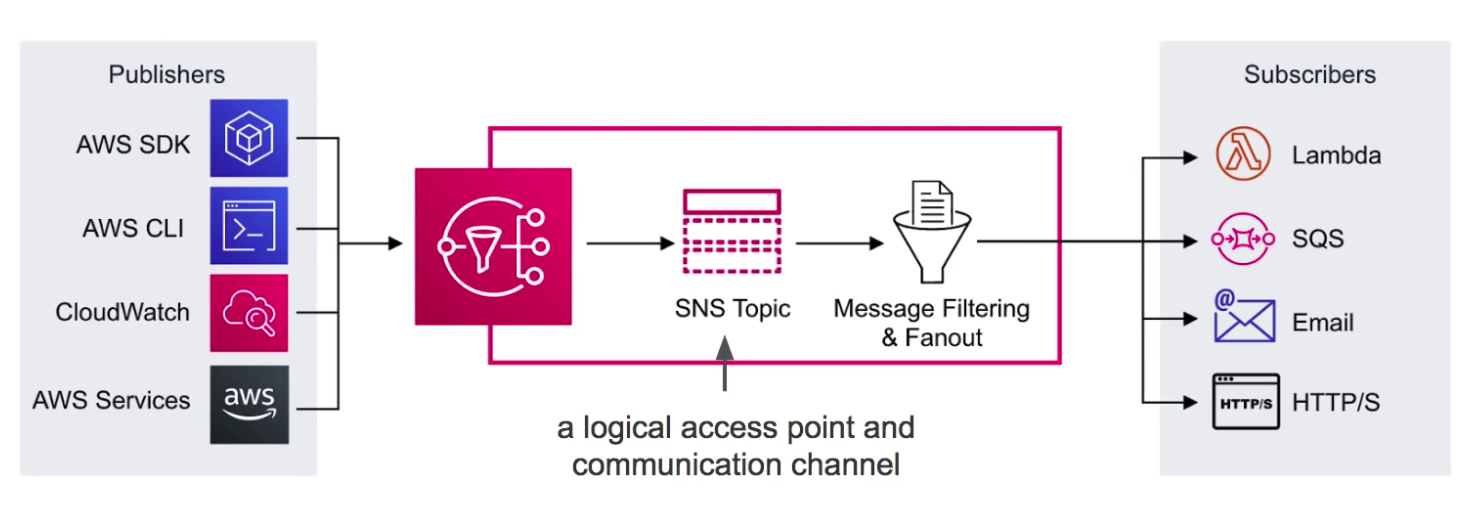 Publishers
AWS SDK
AWS CLI
CloudWatch
AWS Services
aws
SNS Topic
Message Filtering
& Fanout
a logical access point and
communication channel
Subscribers
Lambda
SQS
@
Email
HTTP/S
HTTP/S